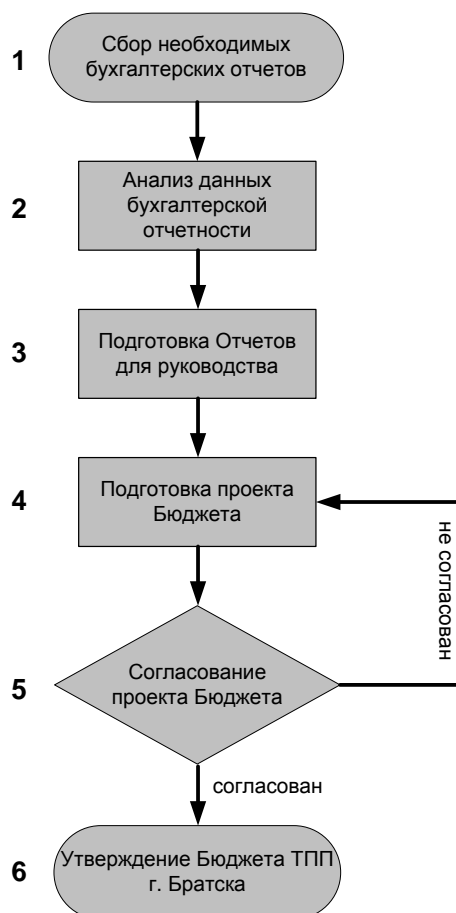 1
Сбор необходимых
бухгалтерских отчетов
2
Анализ данных
бухгалтерской
отчетности
3
Подготовка Отчетов
для руководства
4
Подготовка проекта
Бюджета
не согласован
5
Согласование
проекта Бюджета
согласован
6
Утверждение Бюджета ТПП
г. Братска